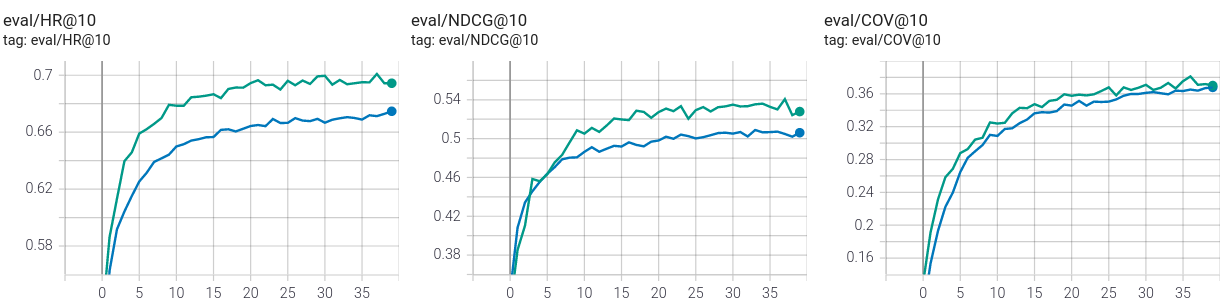 eval/HR@10
tag: eval/HR@10
0.7
0.66
0.62
0.58
0 5 10 15 20 25 30 35
eval/NDCG@10
tag: eval/NDCG@10
0.54
0.5
0.46
0.42
0.38
0 5 10 15 20 25 30 35
eval/COV@10
tag: eval/COV@10
0.36
0.32
0.28
0.24
0.2
0.16
0 5 10 15 20 25 30 35